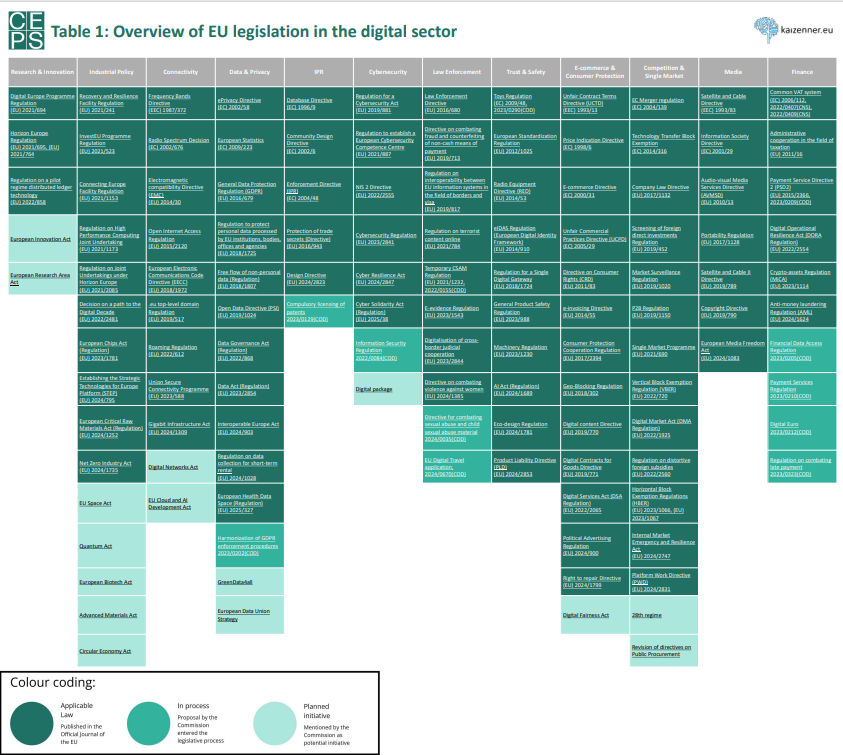 CE
PS
Table 1: Overview of EU legislation in the digital sector
kaizenner.eu
Research & Innovation
Digital Europe Programme
Regulation
(EU) 2021/694
Horizon Europe
Regulation
(EU) 2021/695, (EU)
2021/764
Regulation on a pilot
regime distributed ledger
technology
(EU) 2022/858
European Innovation Act
European Research Area
Act
Industrial Policy
Recovery and Resilience
Facility Regulation
(EU) 2021/241
InvestEU Programme
Regulation
(EU) 2021/523
Connecting Europe
Facility Regulation
(EU) 2021/1153
Regulation on High
Performance Computing
Joint Undertaking
(EU) 2021/1173
Regulation on Joint
Undertakings under
Horizon Europe
(EU) 2021/2085
Decision on a path to the
Digital Decade
(EU) 2022/2481
European Chips Act
(Regulation)
(EU) 2023/1781
Establishing the Strategic
Technologies for Europe
Platform (STEP)
(EU) 2024/795
European Critical Raw
Materials Act (Regulation)
(EU) 2024/1252
Net Zero Industry Act
(EU) 2024/1735
EU Space Act
Quantum Act
European Biotech Act
Advanced Materials Act
Circular Economy Act
Connectivity
Frequency Bands
Directive
(EC) 1987/372
Radio Spectrum Decision
(EC) 2002/676
Electromagnetic
compatibility Directive
(EMC)
(EU) 2014/30
Open Internet Access
Regulation
(EU) 2015/2120
European Electronic
Communications Code
Directive (EECC)
(EU) 2018/1972
.eu top-level domain
Regulation
(EU) 2019/517
Roaming Regulation
(EU) 2022/612
Union Secure
Connectivity Programme
(EU) 2023/588
Gigabit Infrastructure Act
(EU) 2024/1309
Digital Networks Act
EU Cloud and AI
Development Act
Data & Privacy
ePrivacy Directive
(EC) 2002/58
European Statistics
(EC) 2009/223
General Data Protection
Regulation (GDPR)
(EU) 2016/679
Regulation to protect
personal data processed
by EU institutions, bodies,
offices and agencies
(EU) 2018/1725
Free flow of non-personal
data (Regulation)
(EU) 2018/1807
Open Data Directive (PSI)
(EU) 2019/1024
Data Governance Act
(Regulation)
(EU) 2022/868
Data Act (Regulation)
(EU) 2023/2854
Interoperable Europe Act
(EU) 2024/903
Regulation on data
collection for short-term
rental
(EU) 2024/1028
European Health Data
Space (Regulation)
(EU) 2025/327
Harmonization of GDPR
enforcement procedures
2023/0202(COD)
GreenData4all
European Data Union
Strategy
IPR
Database Directive
(EC) 1996/9
Community Design
Directive
(EC) 2002/6
Enforcement Directive
(IPR)
(EC) 2004/48
Protection of trade
secrets (Directive)
(EU) 2016/943
Design Directive
(EU) 2024/2823
Compulsory licensing of
patents
2023/0129(COD)
Cybersecurity
Regulation for a
Cybersecurity Act
(EU) 2019/881
Regulation to establish a
European Cybersecurity
Competence Centre
(EU) 2021/887
NIS 2 Directive
(EU) 2022/2555
Cybersecurity Regulation
(EU) 2023/2841
Cyber Resilience Act
(EU) 2024/2847
Cyber Solidarity Act
(Regulation)
(EU) 2025/38
Information Security
Regulation
2022/0084(COD)
Digital package
Law Enforcement
Law Enforcement
Directive
(EU) 2016/680
Directive on combating
fraud and counterfeiting
of non-cash means of
payment
(EU) 2019/713
Regulation on
interoperability between
EU information systems in
the field of borders and
visa
(EU) 2019/817
Regulation on terrorist
content online
(EU) 2021/784
Temporary CSAM
Regulation
(EU) 2021/1232,
2022/0155(COD)
E-evidence Regulation
(EU) 2023/1543
Digitalisation of cross-
border judicial
cooperation
(EU) 2023/2844
Directive on combating
violence against women
(EU) 2024/1385
Directive for combating
sexual abuse and child
sexual abuse material
2024/0035(COD)
EU Digital Travel
application,
2024/0670(COD)
Trust & Safety
Toys Regulation
(EC) 2009/48,
2023/0290(COD)
European Standardization
Regulation
(EU) 2012/1025
Radio Equipment
Directive (RED)
(EU) 2014/53
eIDAS Regulation
(European Digital Identity
Framework)
(EU) 2014/910
Regulation for a Single
Digital Gateway
(EU) 2018/1724
General Product Safety
Regulation
(EU) 2023/988
Machinery Regulation
(EU) 2023/1230
AI Act (Regulation)
(EU) 2024/1689
Eco-design Regulation
(EU) 2024/1781
Product Liability Directive
(PLD)
(EU) 2024/2853
E-commerce &
Consumer Protection
Unfair Contract Terms
Directive (UCTD)
(EEC) 1993/13
Price Indication Directive
(EC) 1998/6
E-commerce Directive
(EC) 2000/31
Unfair Commercial
Practices Directive (UCPD)
(EC) 2005/29
Directive on Consumer
Rights (CRD)
(EU) 2011/83
e-invoicing Directive
(EU) 2014/55
Consumer Protection
Cooperation Regulation
(EU) 2017/2394
Geo-Blocking Regulation
(EU) 2018/302
Digital content Directive
(EU) 2019/770
Digital Contracts for
Goods Directive
(EU) 2019/771
Digital Services Act (DSA
Regulation)
(EU) 2022/2065
Political Advertising
Regulation
(EU) 2024/900
Right to repair Directive
(EU) 2024/1799
Digital Fairness Act
Competition &
Single Market
EC Merger regulation
(EC) 2004/139
Technology Transfer Block
Exemption
(EC) 2014/316
Company Law Directive
(EU) 2017/1132
Screening of foreign
direct investments
Regulation
(EU) 2019/452
Market Surveillance
Regulation
(EU) 2019/1020
P2B Regulation
(EU) 2019/1150
Single Market Programme
(EU) 2021/690
Vertical Block Exemption
Regulation (VBER)
(EU) 2022/720
Digital Market Act (DMA
Regulation)
(EU) 2022/1925
Regulation on distortive
foreign subsidies
(EU) 2022/2560
Horizontal Block
Exemption Regulations
(HBER)
(EU) 2023/1066, (EU)
2023/1067
Internal Market
Emergency and Resilience
Act
(EU) 2024/2747
Platform Work Directive
(PWD)
(EU) 2024/2831
28th regime
Revision of directives on
Public Procurement
Media
Satellite and Cable
Directive
(EEC) 1993/83
Information Society
Directive
(EC) 2001/29
Audio-visual Media
Services Directive
(AVMSD)
(EU) 2010/13
Portability Regulation
(EU) 2017/1128
Satellite and Cable II
Directive
(EU) 2019/789
Copyright Directive
(EU) 2019/790
European Media Freedom
Act
(EU) 2024/1083
Finance
Common VAT system
(EC) 2006/112,
2022/0407(CNS),
2022/0409(CNS)
Administrative
cooperation in the field of
taxation
(EU) 2011/16
Payment Service Directive
2 (PSD2)
(EU) 2015/2366,
2023/0209(COD)
Digital Operational
Resilience Act (DORA
Regulation)
(EU) 2022/2554
Crypto-assets Regulation
(MiCA)
(EU) 2023/1114
Anti-money laundering
Regulation (AML)
(EU) 2024/1624
Financial Data Access
Regulation
2023/0205(COD)
Payment Services
Regulation
2023/0210(COD)
Digital Euro
2023/0212(COD)
Regulation on combating
late payment
2023/0323(COD)
Colour coding:
Applicable
Law
Published in the
Official Journal of
the EU
In process
Proposal by the
Commission
entered the
legislative process
Planned
initiative
Mentioned by the
Commission as
potential initiative